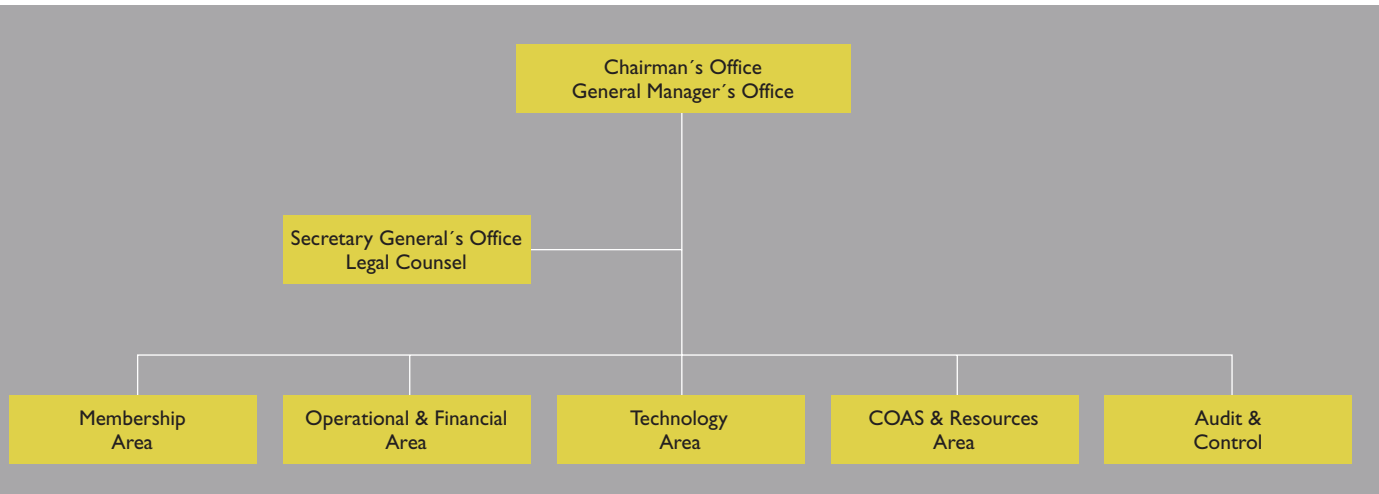 Chairman´s Office
General Manager´s Office
Secretary General´s Office
Legal Counsel
Membership
Area
Operational & Financial
Area
Technology
Area
COAS & Resources
Area
Audit &
Control